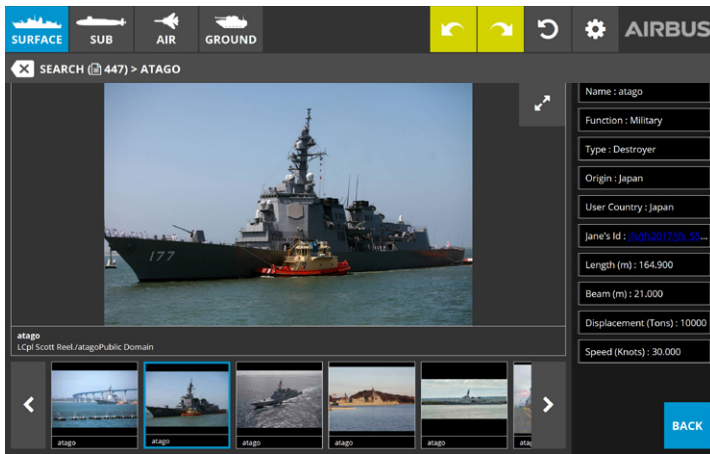 SURFACE
SUB
AIR
GROUND
AIRBUS
SEARCH (447) > ATAGO
Name : atago
Function : Military
Type : Destroyer
Origin : Japan
User Country : Japan
Jane's Id :
Length (m) : 164.900
Beam (m) : 21.000
Displacement (Tons) : 10000
Speed (Knots) : 30.000
177
atago
LCpl Scott Reel./atagoPublic Domain
atago
atago
atago
atago
atago
atag
BACK